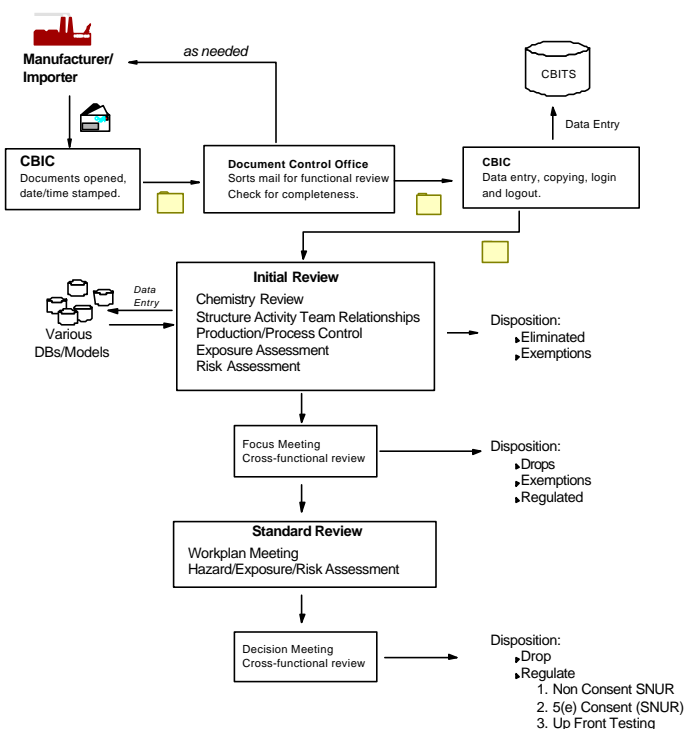 Manufacturer/
Importer
as needed
CBITS
Data Entry
CBIC
Documents opened,
date/time stamped.
Document Control Office
Sorts mail for functional review
Check for completeness.
CBIC
Data entry, copying, login
and logout.
Initial Review
Chemistry Review
Structure Activity Team Relationships
Production/Process Control
Exposure Assessment
Risk Assessment
Data
Entry
Various
DBs/Models
Disposition:
Eliminated
Exemptions
Focus Meeting
Cross-functional review
Disposition:
Drops
Exemptions
Regulated
Standard Review
Workplan Meeting
Hazard/Exposure/Risk Assessment
Decision Meeting
Cross-functional review
Disposition:
Drop
Regulate
1. Non Consent SNUR
2. 5(e) Consent (SNUR)
3. Up Front Testing